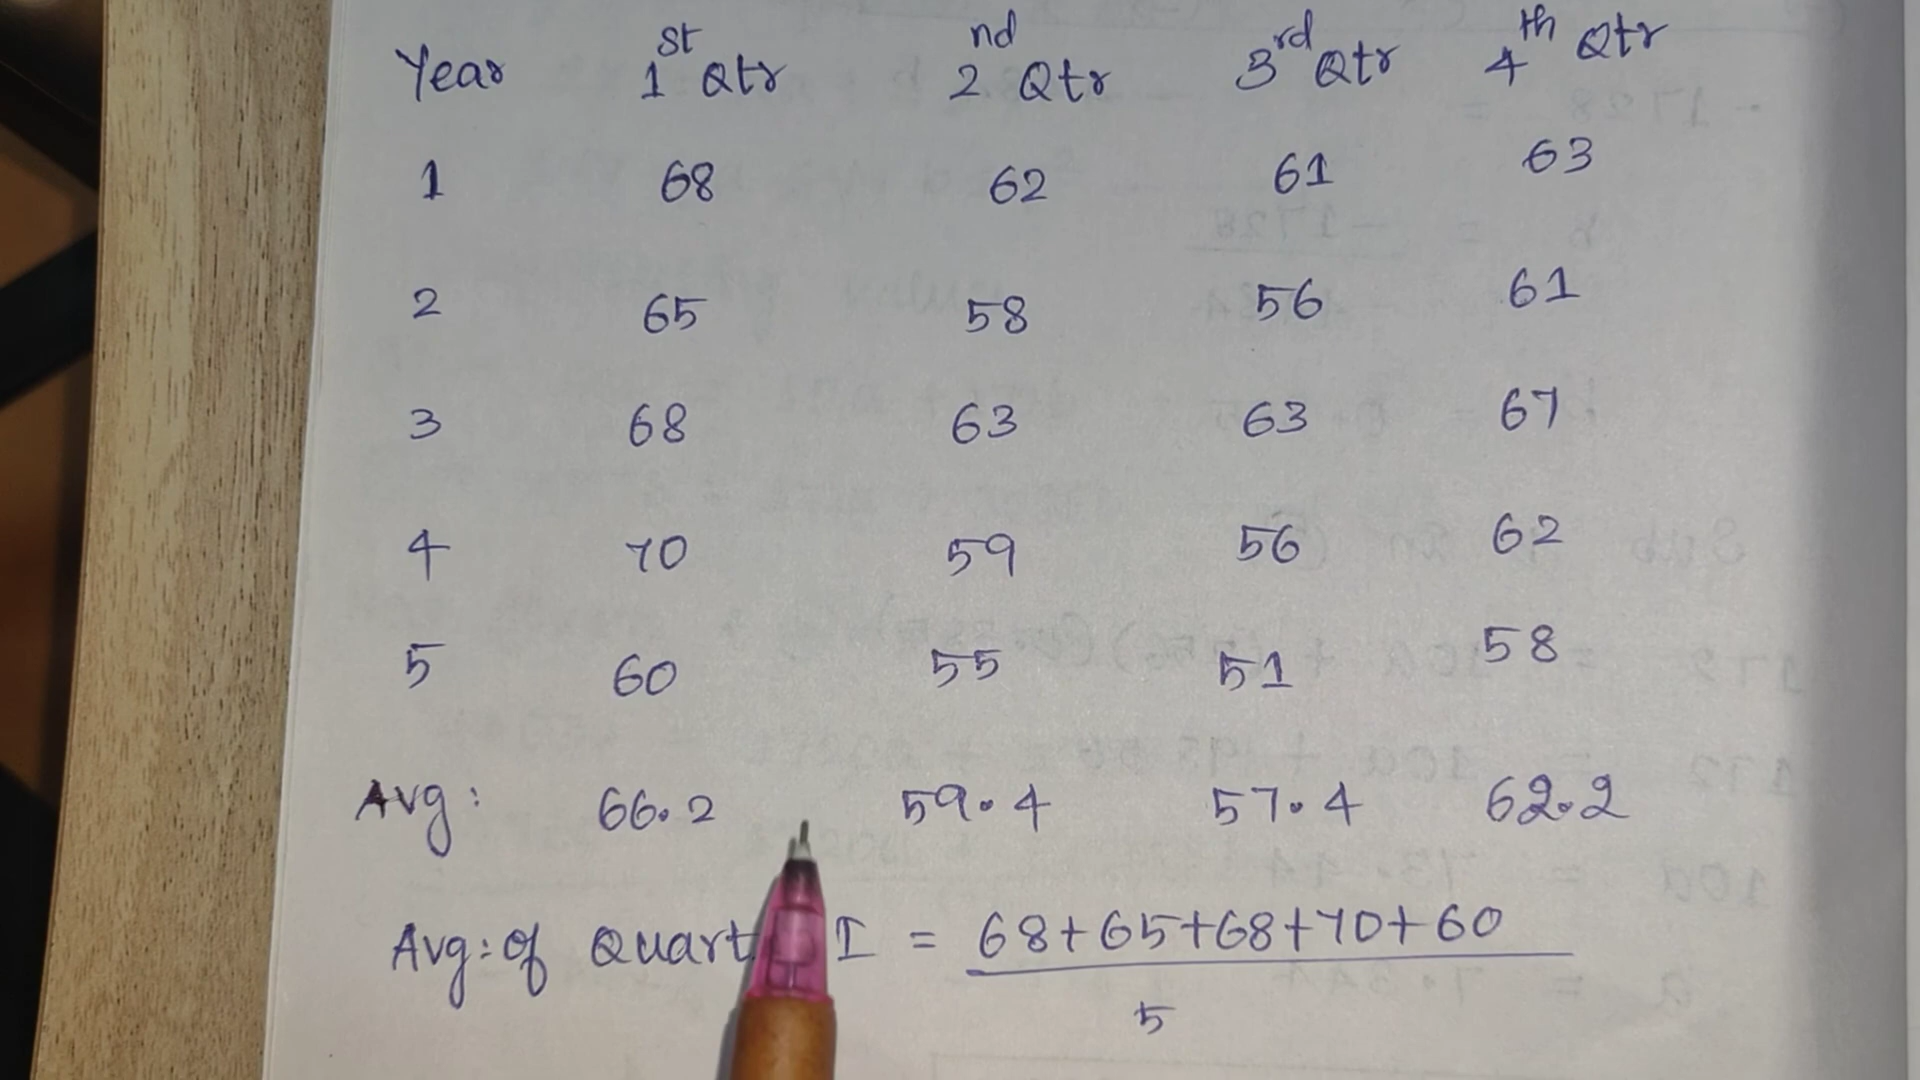 Year 1st Qtr 2nd Qtr 3rd Qtr 4th Qtr
1 68 62 61 63
2 65 58 56 61
3 68 63 63 67
4 70 59 56 62
5 60 55 51 58
Avg: 66.2 59.4 57.4 62.2
Avg: of Quart I = 68+65+68+70+60
5